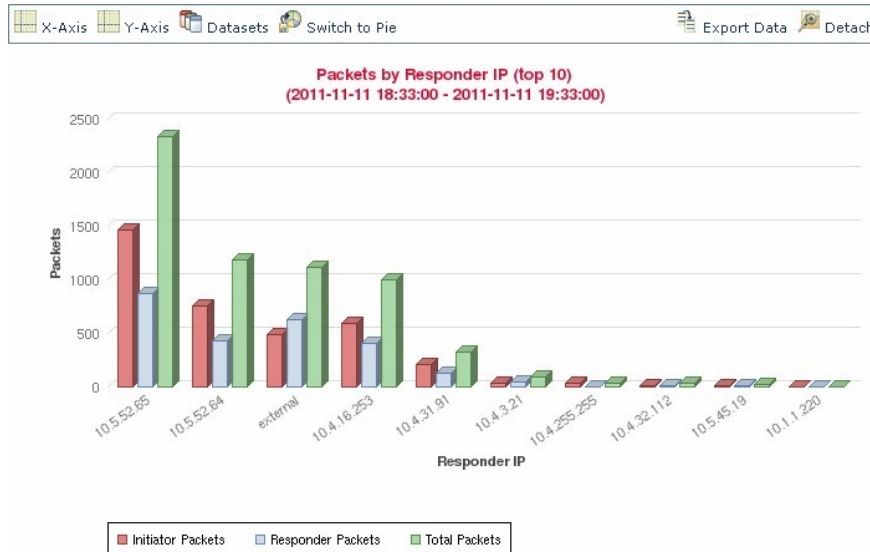 X-Axis Y-Axis Datasets Switch to Pie Export Data Detach
Packets by Responder IP (top 10)
(2011-11-11 18:33:00 - 2011-11-11 19:33:00)
2500
2000
1500
1000
500
0
Packets
10.5.52.65 10.5.52.64 external 10.4.16.253 10.4.31.91 10.4.3.21 10.4.255.255 10.4.32.112 10.5.45.19 10.1.1.220
Responder IP
Initiator Packets Responder Packets Total Packets